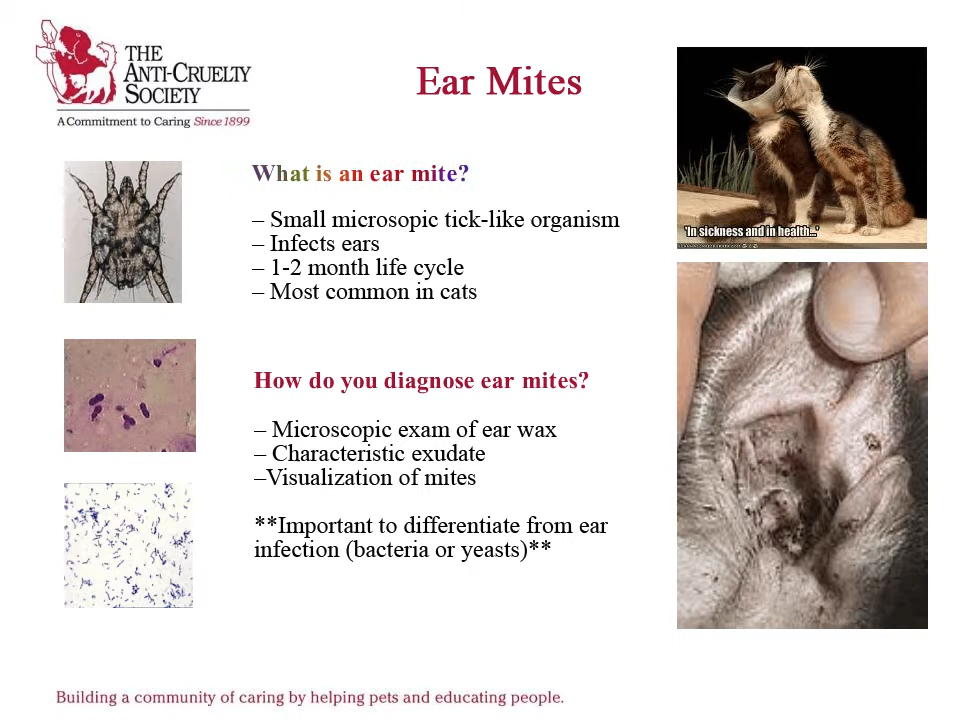 THE
ANTI-CRUELTY
SOCIETY
A Commitment to Caring Since 1899
Ear Mites
'In sickness and in health...'
What is an ear mite?
– Small microsopic tick-like organism
– Infects ears
– 1-2 month life cycle
– Most common in cats
How do you diagnose ear mites?
– Microscopic exam of ear wax
– Characteristic exudate
–Visualization of mites
**Important to differentiate from ear
infection (bacteria or yeasts)**
Building a community of caring by helping pets and educating people.